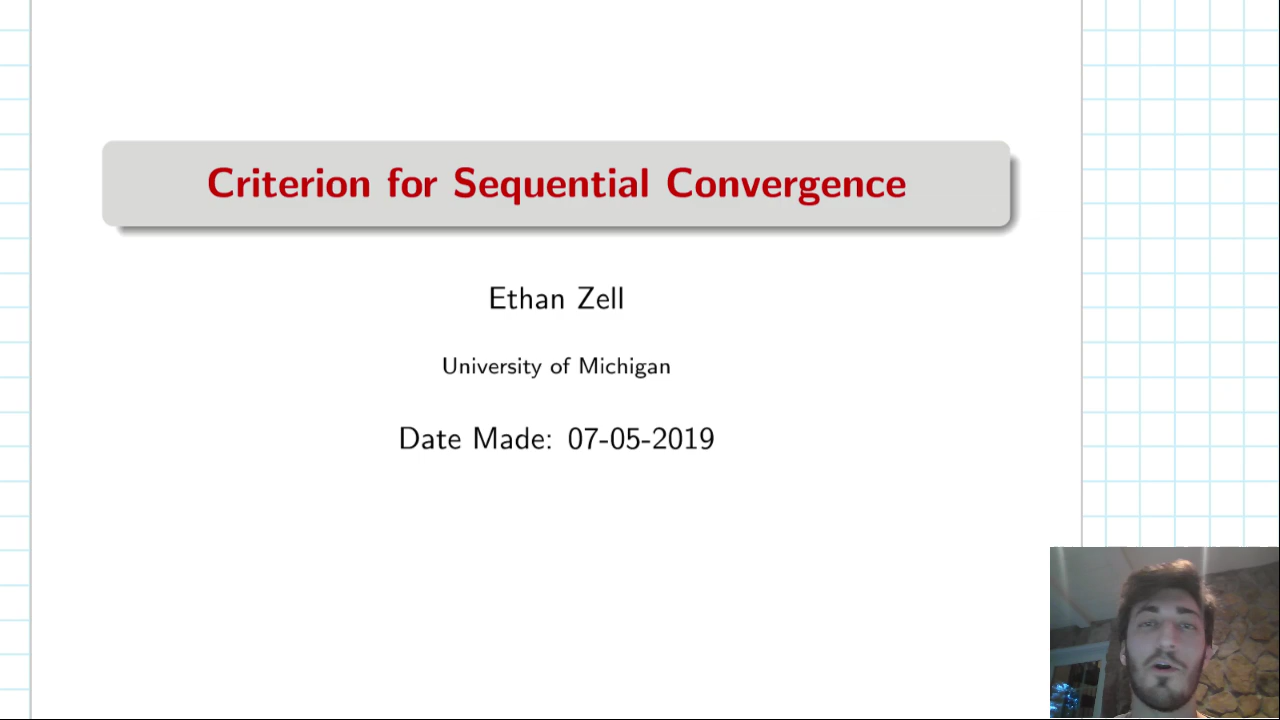 Criterion for Sequential Convergence
Ethan Zell
University of Michigan
Date Made: 07-05-2019